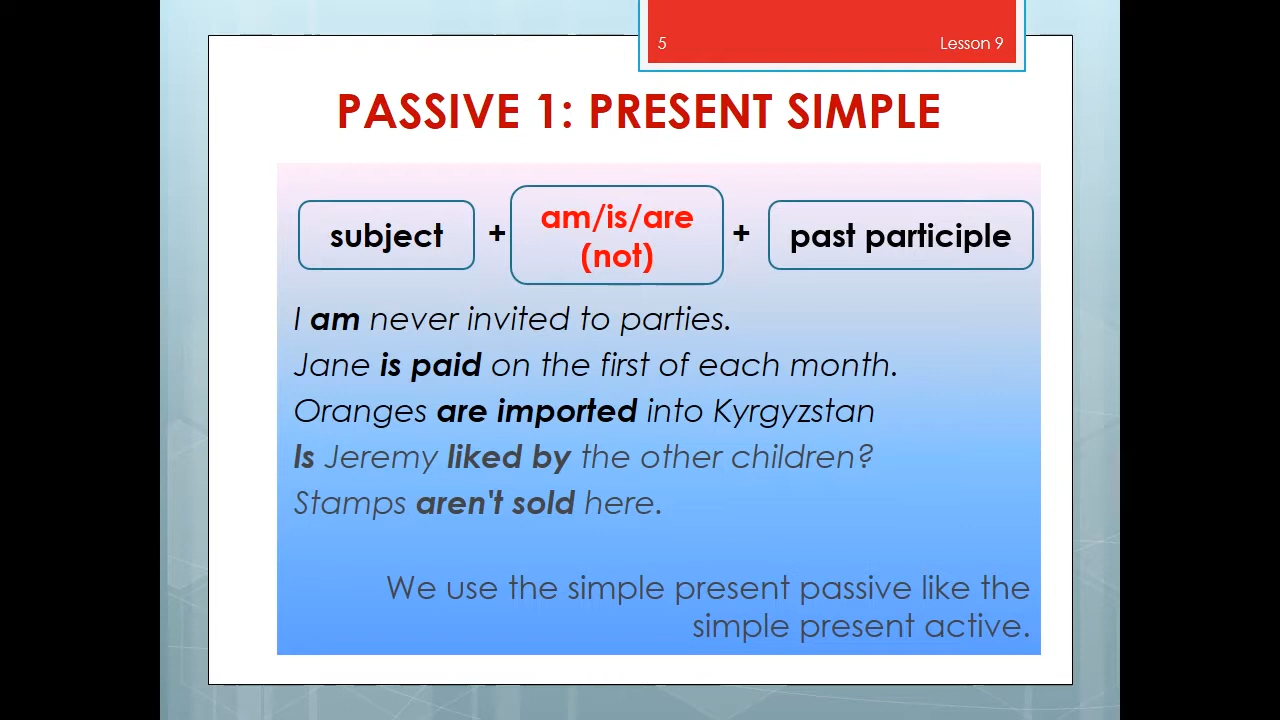 5 Lesson 9
PASSIVE 1: PRESENT SIMPLE
subject + am/is/are (not) + past participle
I am never invited to parties.
Jane is paid on the first of each month.
Oranges are imported into Kyrgyzstan
Is Jeremy liked by the other children?
Stamps aren't sold here.
We use the simple present passive like the
simple present active.